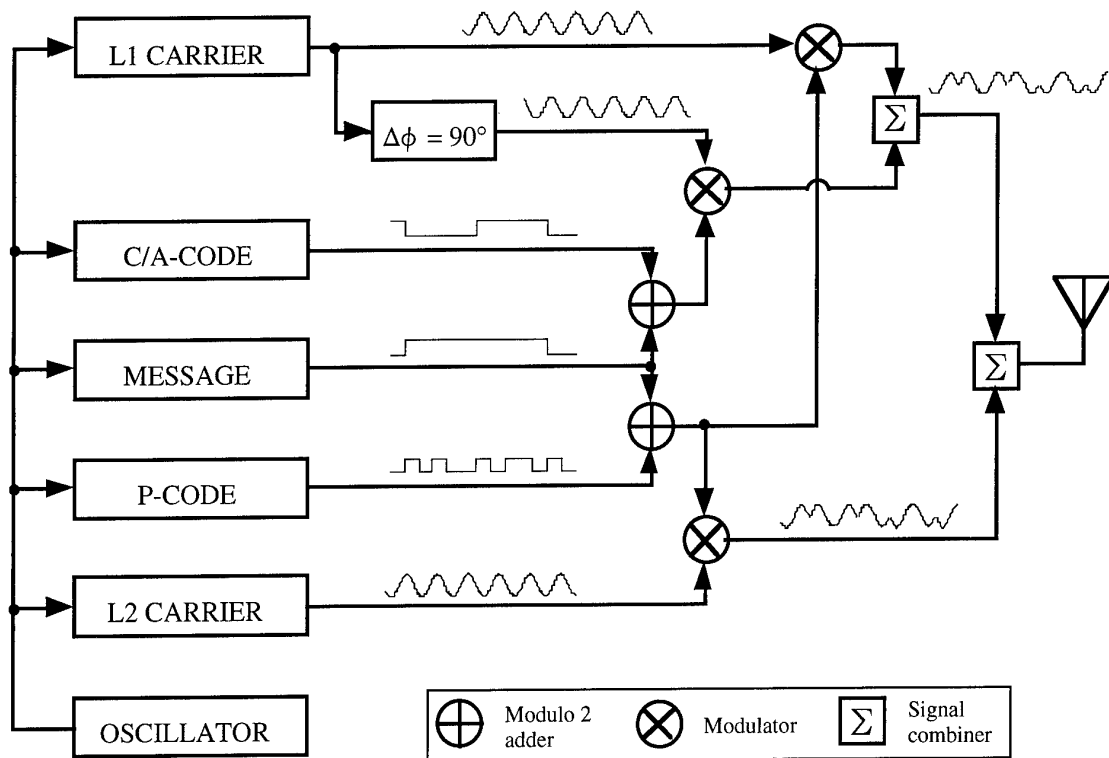 L1 CARRIER
Δϕ = 90°
Σ
C/A-CODE
MESSAGE
Σ
P-CODE
L2 CARRIER
OSCILLATOR
Modulo 2
adder
Modulator
Σ
Signal
combiner